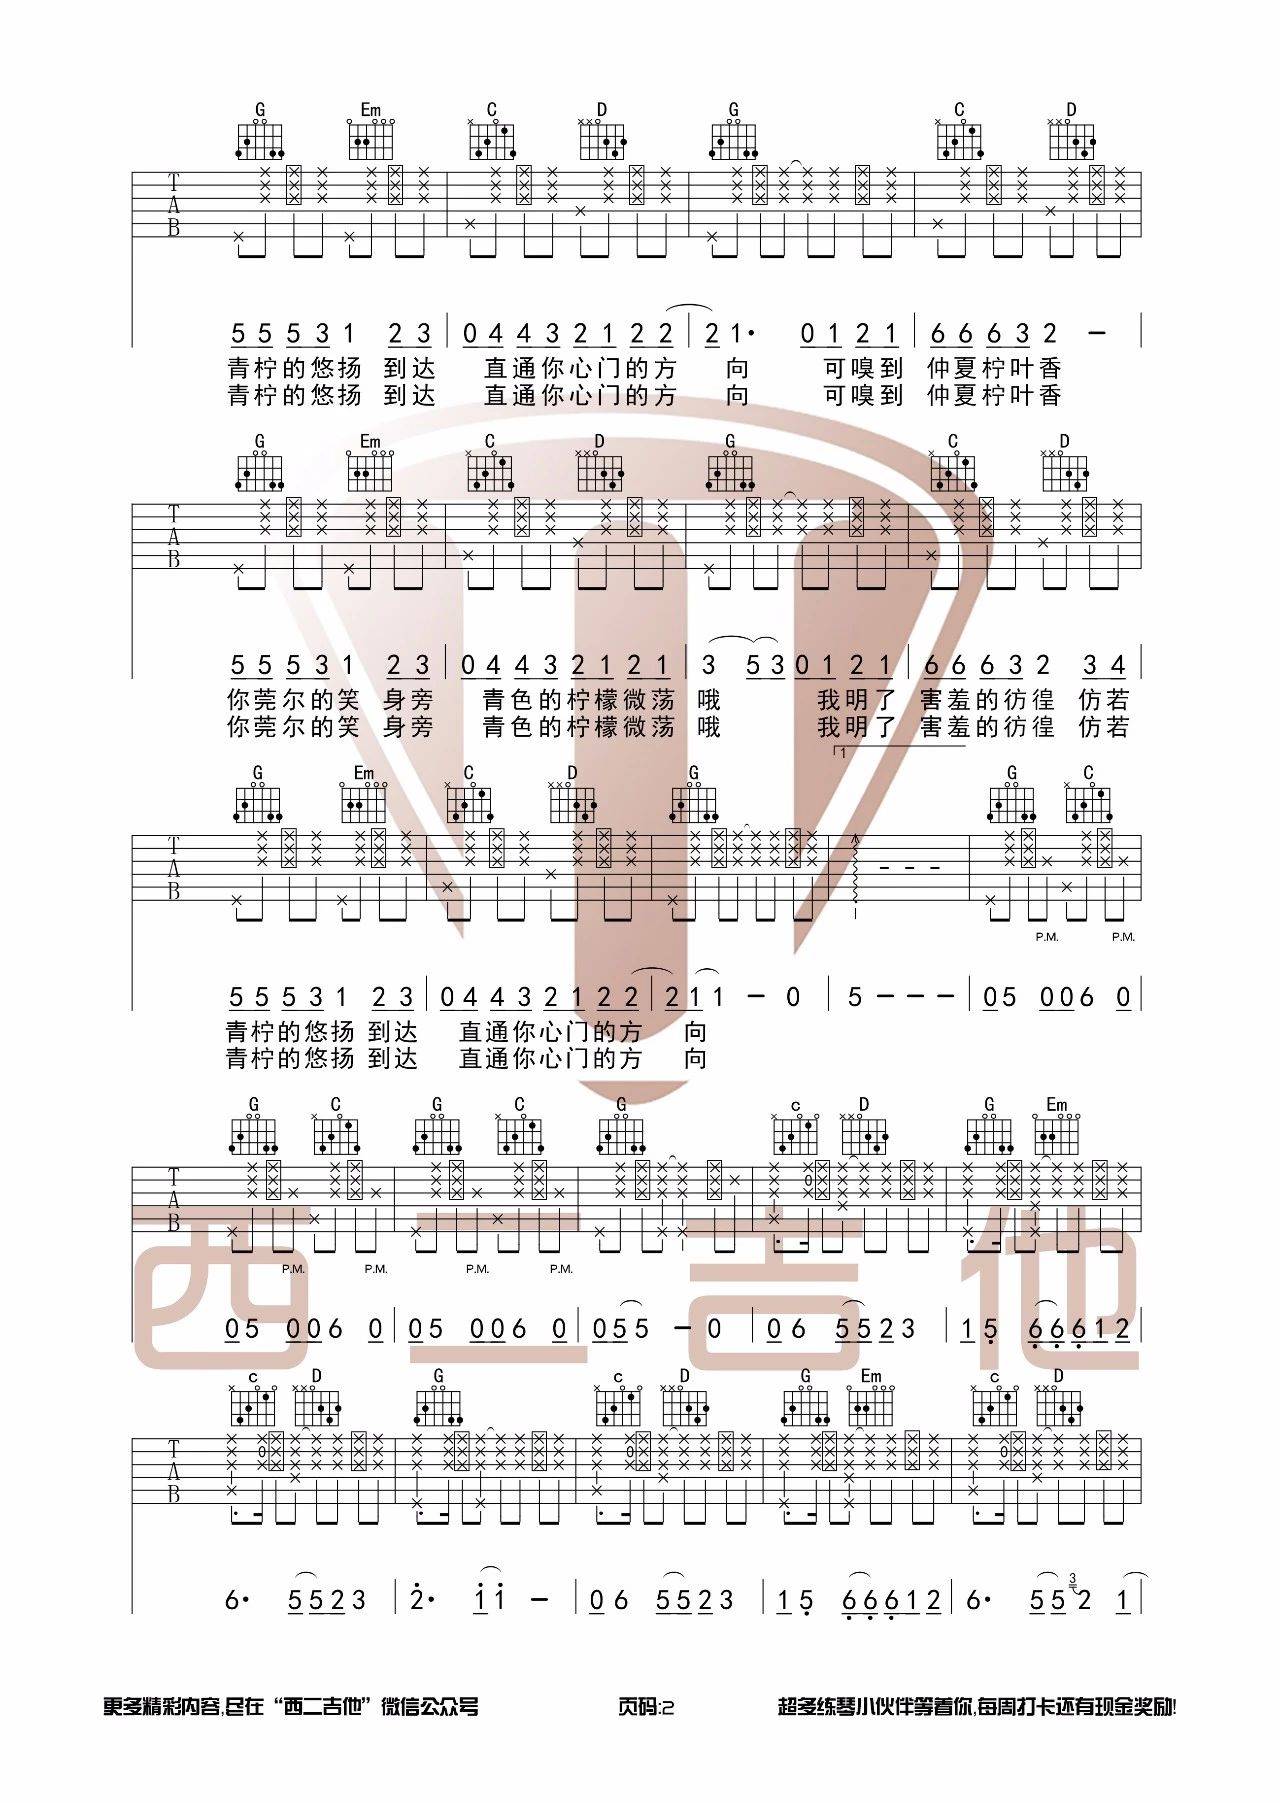 G Em C D G C D
T
A
B
5 5 5 3 1 2 3 | 0 4 4 3 2 1 2 2 | 2 1· 0 1 2 1 | 6 6 6 3 2 — |
青柠的悠扬 到达 直通你心门的方 向 可嗅到 仲夏柠叶香
青柠的悠扬 到达 直通你心门的方 向 可嗅到 仲夏柠叶香
G Em C D G C D
T
A
B
5 5 5 3 1 2 3 | 0 4 4 3 2 1 2 1 | 3 5 3 0 1 2 1 | 6 6 6 3 2 3 4 |
你莞尔的笑 身旁 青色的柠檬微荡 哦 我明了 害羞的彷徨 仿若
你莞尔的笑 身旁 青色的柠檬微荡 哦 我明了 害羞的彷徨 仿若
1
G Em C D G G C
T
A
B
P.M. P.M.
5 5 5 3 1 2 3 | 0 4 4 3 2 1 2 2 | 2 1 1 — 0 | 5 — — — | 0 5 0 0 6 0 |
青柠的悠扬 到达 直通你心门的方 向
青柠的悠扬 到达 直通你心门的方 向
G C G C G c D G Em
T
A
B
0
P.M. P.M. P.M. P.M.
西二吉他
0 5 0 0 6 0 | 0 5 0 0 6 0 | 0 5 5 — 0 | 0 6 5 5 2 3 | 1 5 6 6 6 1 2 |
c D G c D G Em c D
T
A
B
0 0 0
6· 5 5 2 3 | 2· 1 1 — | 0 6 5 5 2 3 | 1 5 6 6 6 1 2 | 6· 5 5 3 2 1 |
更多精彩内容,尽在“西二吉他”微信公众号 页码:2 超多练琴小伙伴等着你,每周打卡还有现金奖励!